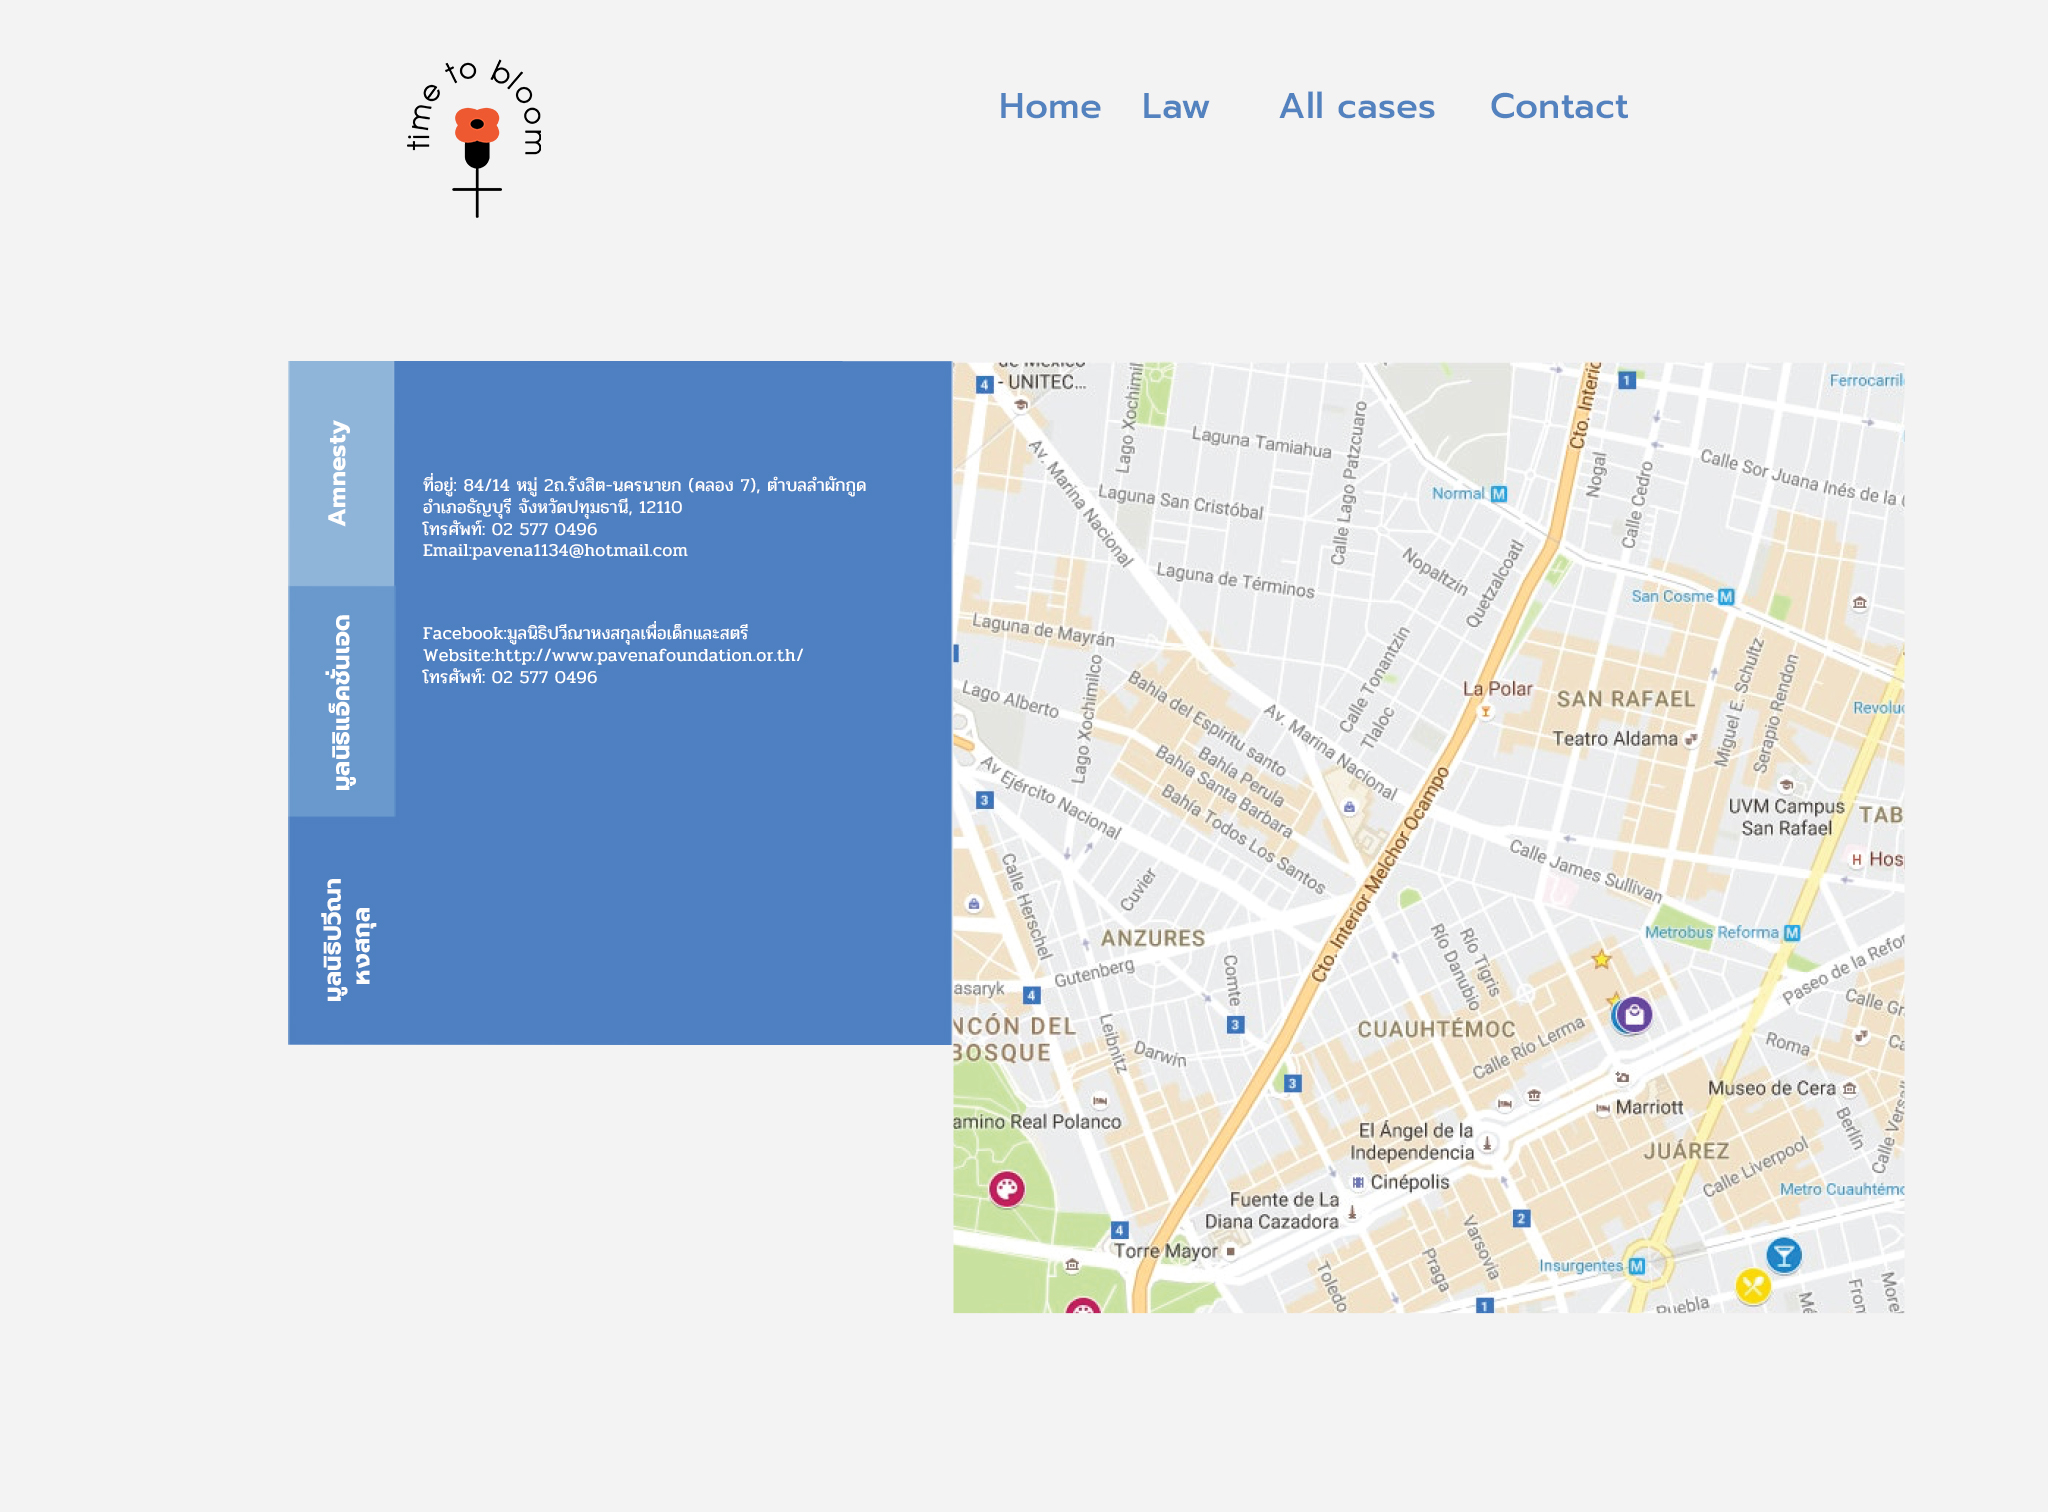 time to bloom
Home Law All cases Contact
Amnesty
มูลนิธิแอ็คชั่นเอด
มูลนิธิปวีณา
หงสกุล
ที่อยู่: 84/14 หมู่ 2ถ.รังสิต-นครนายก (คลอง 7), ตำบลลำผักกูด
อำเภอธัญบุรี จังหวัดปทุมธานี, 12110
โทรศัพท์: 02 577 0496
Email:pavena1134@hotmail.com
Facebook:มูลนิธิปวีณาหงสกุลเพื่อเด็กและสตรี
Website:http://www.pavenafoundation.or.th/
โทรศัพท์: 02 577 0496
4
- UNITEC...
Lago Xochimil
Av. Marina Nacional
Laguna Tamiahua
Calle Lago Patzcuaro
Laguna San Cristóbal
Laguna de Términos
Laguna de Mayrán
Cto. Interio
1
Ferrocarril
Nogal
Calle Cedro
Calle Sor Juana Inés de la
Normal M
Nopaltzin
Quetzalcoatl
San Cosme M
Lago Alberto
Lago Xochimilco
Bahia del Espiritu santo
Bahía Perula
Bahía Santa Barbara
Bahía Todos Los Santos
Av. Marina Nacional
Calle Tonantzin
Tlaloc
La Polar
SAN RAFAEL
Teatro Aldama
Miguel E. Schultz
Serapio Rendon
Revoluc
3
Av Ejército Nacional
UVM Campus
San Rafael
TAB
H Hos
Calle James Sullivan
Calle Herschel
Cuvier
ANZURES
Gutenberg
Comte
Cto. Interior Melchor Ocampo
Río Danubio
Río Tigris
Metrobus Reforma M
Paseo de la Refor
Calle Gr
asaryk
4
3
NCÓN DEL
BOSQUE
Leibnitz
Darwin
CUAUHTÉMOC
Calle Río Lerma
Roma
Ca
3
Museo de Cera
Marriott
Berlín
Calle Versa
amino Real Polanco
El Ángel de la
Independencia
JUÁREZ
Calle Liverpool
Cinépolis
Metro Cuauhtémo
Fuente de La
Diana Cazadora
4
2
Torre Mayor
Toledo
Praga
Varsovia
Insurgentes M
1
Puebla
Fron
More